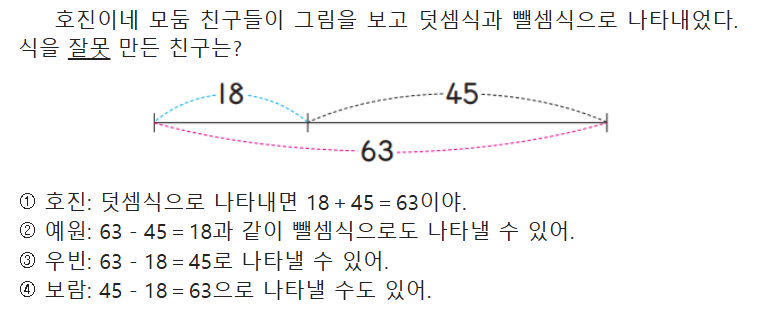 호진이네 모둠 친구들이 그림을 보고 덧셈식과 뺄셈식으로 나타내었다.
식을 잘못 만든 친구는?
18 45
63
① 호진: 덧셈식으로 나타내면 18 + 45 = 63이야.
② 예원: 63 - 45 = 18과 같이 뺄셈식으로도 나타낼 수 있어.
③ 우빈: 63 - 18 = 45로 나타낼 수 있어.
④ 보람: 45 - 18 = 63으로 나타낼 수도 있어.